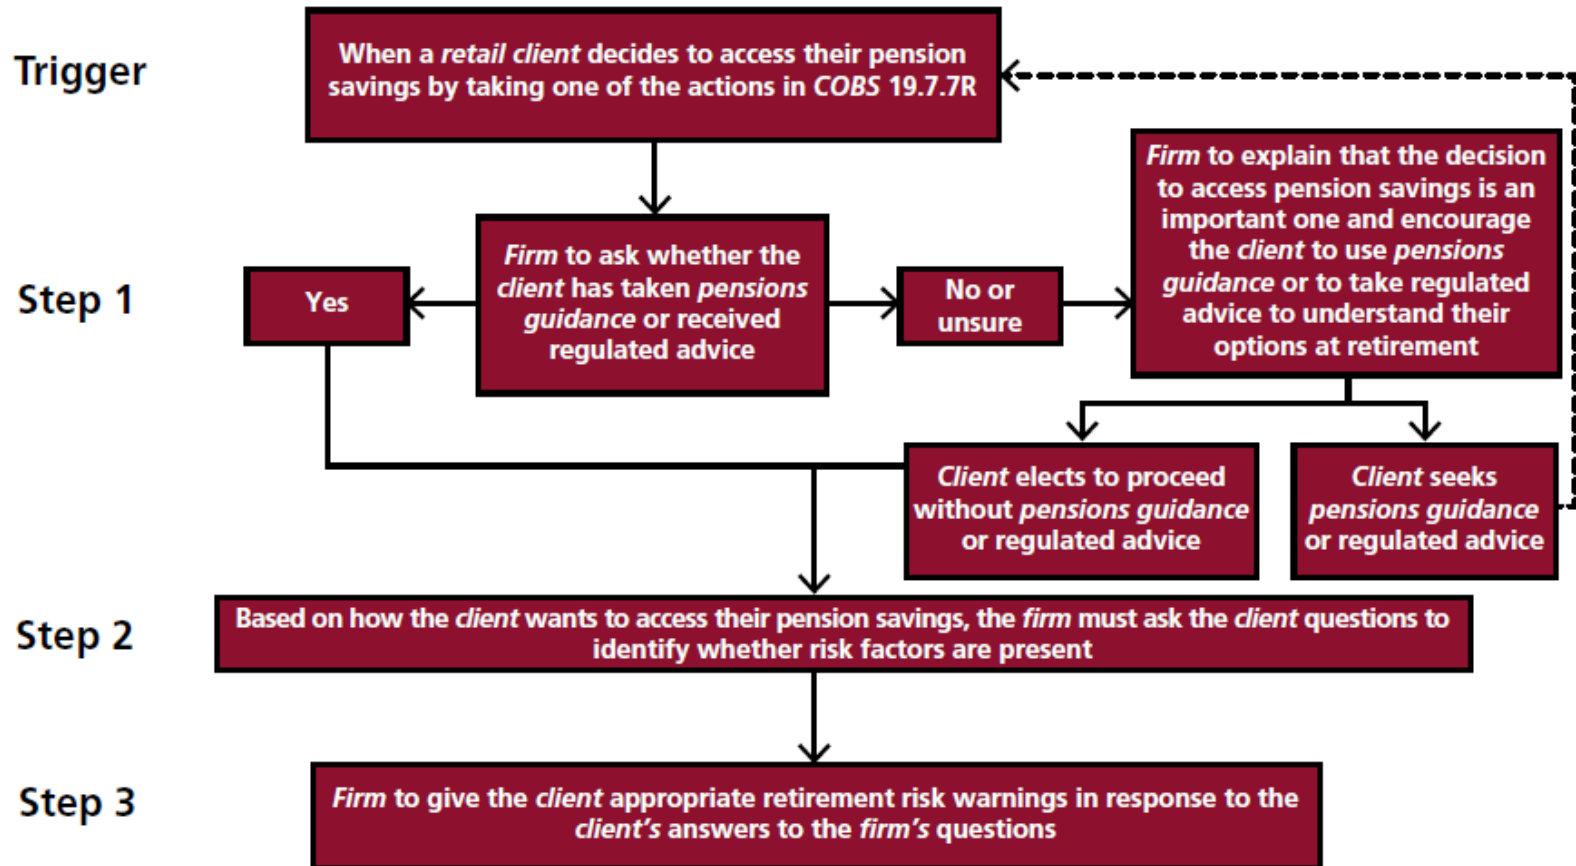 Trigger
When a retail client decides to access their pension
savings by taking one of the actions in COBS 19.7.7R
Step 1
Firm to ask whether the
client has taken pensions
guidance or received
regulated advice
Yes
No or
unsure
Firm to explain that the decision
to access pension savings is an
important one and encourage
the client to use pensions
guidance or to take regulated
advice to understand their
options at retirement
Client elects to proceed
without pensions guidance
or regulated advice
Client seeks
pensions guidance
or regulated advice
Step 2
Based on how the client wants to access their pension savings, the firm must ask the client questions to
identify whether risk factors are present
Step 3
Firm to give the client appropriate retirement risk warnings in response to the
client's answers to the firm's questions